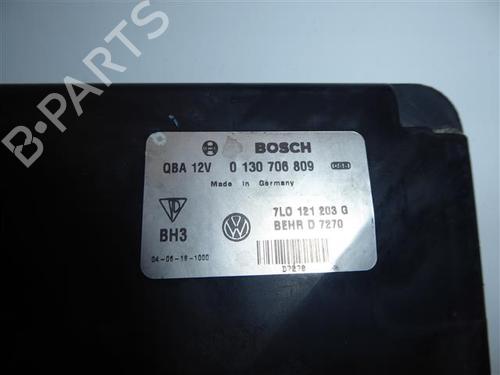 BOSCH
QBA 12V 0 130 706 809
Made in Germany
7L0 121 203 G
BEHR D 7270
BH3
04-06-18-1000
D7270
B-PARTS